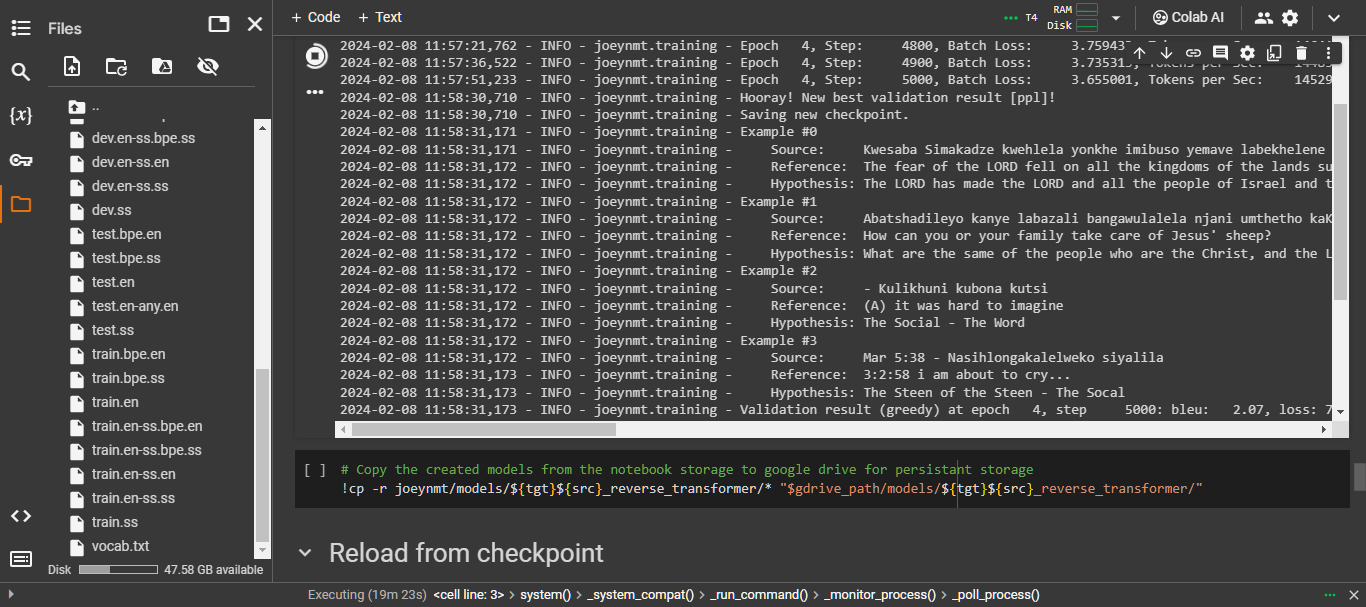 Files
..
dev.en-ss.bpe.ss
dev.en-ss.en
dev.en-ss.ss
dev.ss
test.bpe.en
test.bpe.ss
test.en
test.en-any.en
test.ss
train.bpe.en
train.bpe.ss
train.en
train.en-ss.bpe.en
train.en-ss.bpe.ss
train.en-ss.en
train.en-ss.ss
train.ss
vocab.txt
Disk 47.58 GB available
{x}
+ Code + Text
T4
RAM
Disk
Colab AI
2024-02-08 11:57:21,762 - INFO - joeynmt.training - Epoch   4, Step:     4800, Batch Loss:     3.75943
2024-02-08 11:57:36,522 - INFO - joeynmt.training - Epoch   4, Step:     4900, Batch Loss:     3.735313, Tokens per Sec:
2024-02-08 11:57:51,233 - INFO - joeynmt.training - Epoch   4, Step:     5000, Batch Loss:     3.655001, Tokens per Sec:    14529
2024-02-08 11:58:30,710 - INFO - joeynmt.training - Hooray! New best validation result [ppl]!
2024-02-08 11:58:30,710 - INFO - joeynmt.training - Saving new checkpoint.
2024-02-08 11:58:31,171 - INFO - joeynmt.training - Example #0
2024-02-08 11:58:31,171 - INFO - joeynmt.training -     Source:     Kwesaba Simakadze kwehlela yonkhe imibuso yemave labekhelene
2024-02-08 11:58:31,172 - INFO - joeynmt.training -     Reference:  The fear of the LORD fell on all the kingdoms of the lands su
2024-02-08 11:58:31,172 - INFO - joeynmt.training -     Hypothesis: The LORD has made the LORD and all the people of Israel and t
2024-02-08 11:58:31,172 - INFO - joeynmt.training - Example #1
2024-02-08 11:58:31,172 - INFO - joeynmt.training -     Source:     Abatshadileyo kanye labazali bangawulalela njani umthetho kaK
2024-02-08 11:58:31,172 - INFO - joeynmt.training -     Reference:  How can you or your family take care of Jesus' sheep?
2024-02-08 11:58:31,172 - INFO - joeynmt.training -     Hypothesis: What are the same of the people who are the Christ, and the L
2024-02-08 11:58:31,172 - INFO - joeynmt.training - Example #2
2024-02-08 11:58:31,172 - INFO - joeynmt.training -     Source:     - Kulikhuni kubona kutsi
2024-02-08 11:58:31,172 - INFO - joeynmt.training -     Reference:  (A) it was hard to imagine
2024-02-08 11:58:31,172 - INFO - joeynmt.training -     Hypothesis: The Social - The Word
2024-02-08 11:58:31,172 - INFO - joeynmt.training - Example #3
2024-02-08 11:58:31,172 - INFO - joeynmt.training -     Source:     Mar 5:38 - Nasihlongakalelweko siyalila
2024-02-08 11:58:31,173 - INFO - joeynmt.training -     Reference:  3:2:58 i am about to cry...
2024-02-08 11:58:31,173 - INFO - joeynmt.training -     Hypothesis: The Steen of the Steen - The Socal
2024-02-08 11:58:31,173 - INFO - joeynmt.training - Validation result (greedy) at epoch   4, step     5000: bleu:   2.07, loss: 7
[ ] # Copy the created models from the notebook storage to google drive for persistant storage
!cp -r joeynmt/models/${tgt}${src}_reverse_transformer/* "$gdrive_path/models/${tgt}${src}_reverse_transformer/"
Reload from checkpoint
Executing (19m 23s) <cell line: 3> > system() > _system_compat() > _run_command() > _monitor_process() > _poll_process()